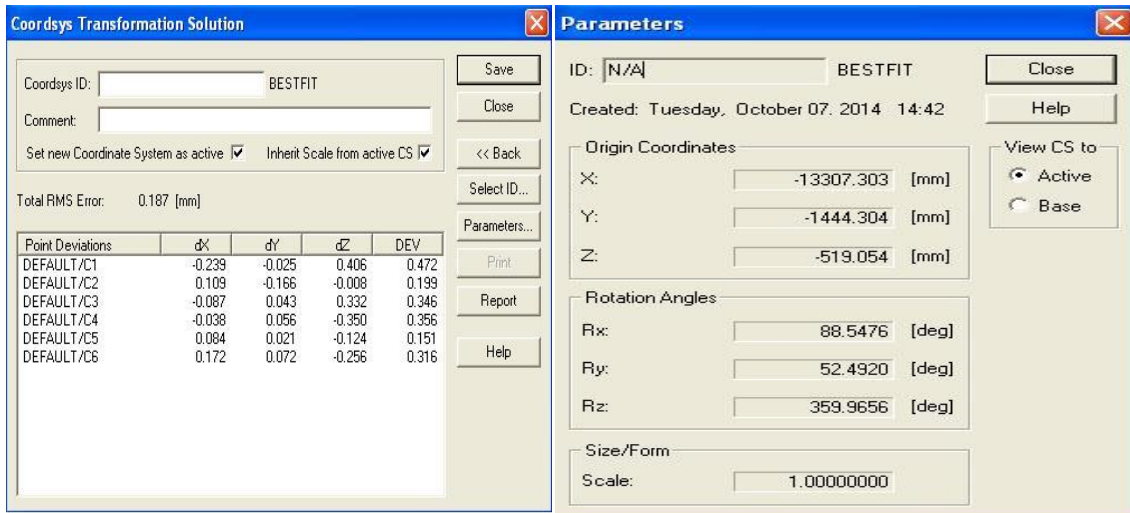 Coordsys Transformation Solution
Coordsys ID: BESTFIT
Comment:
Set new Coordinate System as active Inherit Scale from active CS
Total RMS Error: 0.187 [mm]
Point Deviations dX dY dZ DEV
DEFAULT/C1 -0.239 -0.025 0.406 0.472
DEFAULT/C2 0.109 -0.166 -0.008 0.199
DEFAULT/C3 -0.087 0.043 0.332 0.346
DEFAULT/C4 -0.038 0.056 -0.350 0.356
DEFAULT/C5 0.084 0.021 -0.124 0.151
DEFAULT/C6 0.172 0.072 -0.256 0.316
Save
Close
<< Back
Select ID...
Parameters...
Print
Report
Help
Parameters
ID: N/A BESTFIT
Created: Tuesday, October 07. 2014 14:42
Origin Coordinates
X: -13307.303 [mm]
Y: -1444.304 [mm]
Z: -519.054 [mm]
Rotation Angles
Rx: 88.5476 [deg]
Ry: 52.4920 [deg]
Rz: 359.9656 [deg]
Size/Form
Scale: 1.00000000
Close
Help
View CS to
Active
Base